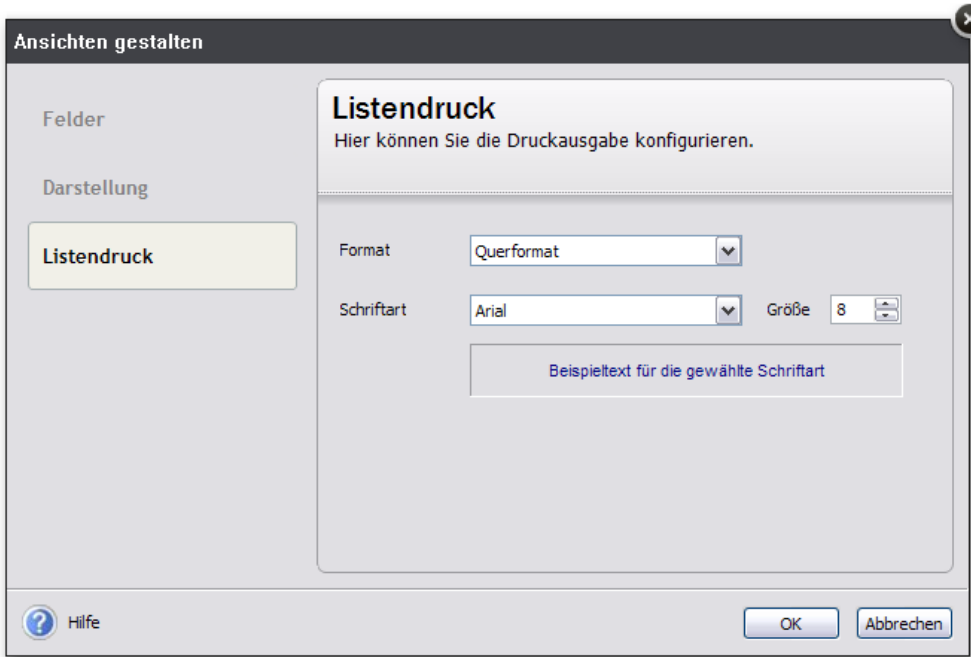 Ansichten gestalten
Felder
Darstellung
Listendruck
Listendruck
Hier können Sie die Druckausgabe konfigurieren.
Format Querformat
Schriftart Arial Größe 8
Beispieltext für die gewählte Schriftart
Hilfe OK Abbrechen